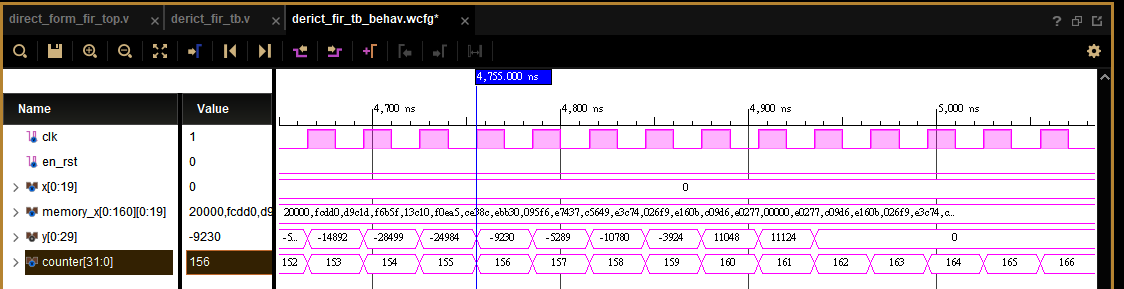 direct_form_fir_top.v × derict_fir_tb.v × derict_fir_tb_behav.wcfg* ×
? 
4,755.000 ns
Name Value
4,700 ns 4,800 ns 4,900 ns 5,000 ns
clk 1
en_rst 0
x[0:19] 0 0
memory_x[0:160][0:19] 20000,fcdd0,d9 20000,fcdd0,d9c1d,f6b5f,13c10,f0ea5,ce38c,ebb30,095f6,e7437,c5649,e3c74,026f9,e160b,c09d6,e0277,00000,e0277,c09d6,e160b,026f9,e3c74,c…
y[0:29] -9230 -5… -14892 -28499 -24984 -9230 -5289 -10780 -3924 11048 11124 0
counter[31:0] 156 152 153 154 155 156 157 158 159 160 161 162 163 164 165 166